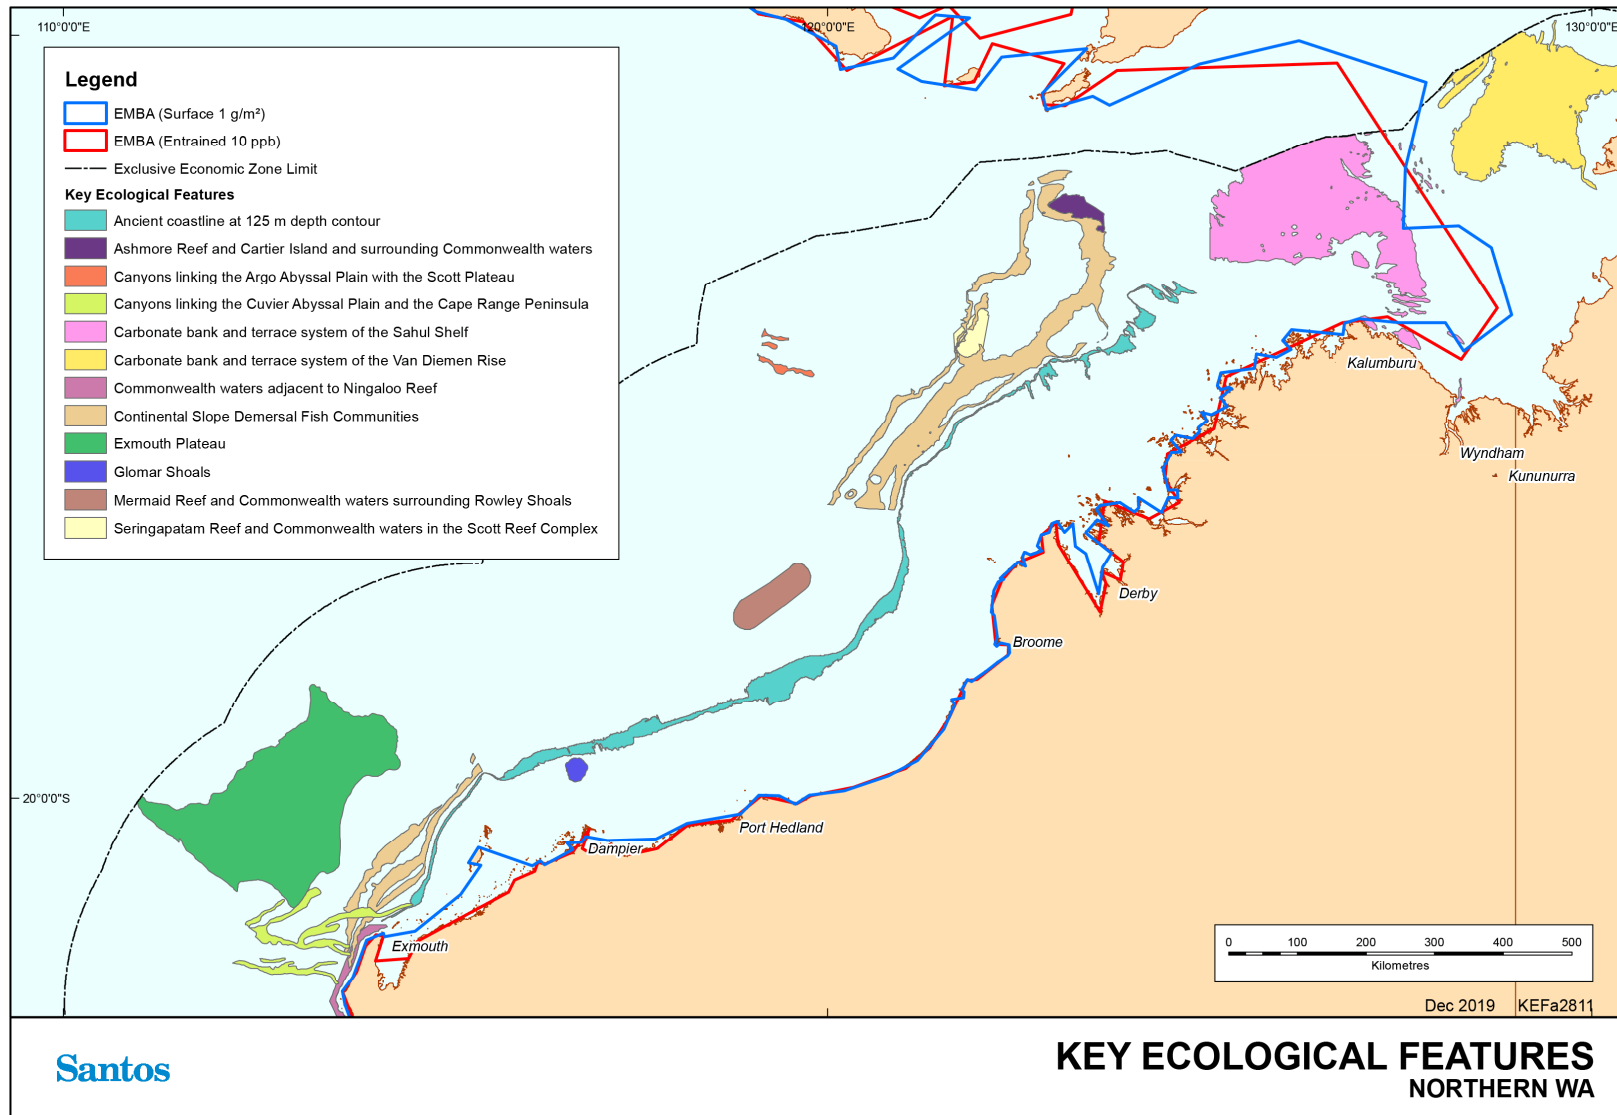 110°0'0"E
120°0'0"E
130°0'0"E
Legend
EMBA (Surface 1 g/m²)
EMBA (Entrained 10 ppb)
Exclusive Economic Zone Limit
Key Ecological Features
Ancient coastline at 125 m depth contour
Ashmore Reef and Cartier Island and surrounding Commonwealth waters
Canyons linking the Argo Abyssal Plain with the Scott Plateau
Canyons linking the Cuvier Abyssal Plain and the Cape Range Peninsula
Carbonate bank and terrace system of the Sahul Shelf
Carbonate bank and terrace system of the Van Diemen Rise
Commonwealth waters adjacent to Ningaloo Reef
Continental Slope Demersal Fish Communities
Exmouth Plateau
Glomar Shoals
Mermaid Reef and Commonwealth waters surrounding Rowley Shoals
Seringapatam Reef and Commonwealth waters in the Scott Reef Complex
Kalumburu
Wyndham
Kununurra
Derby
Broome
20°0'0"S
Port Hedland
Dampier
Exmouth
0 100 200 300 400 500
Kilometres
Dec 2019 KEFa2811
Santos
KEY ECOLOGICAL FEATURES
NORTHERN WA